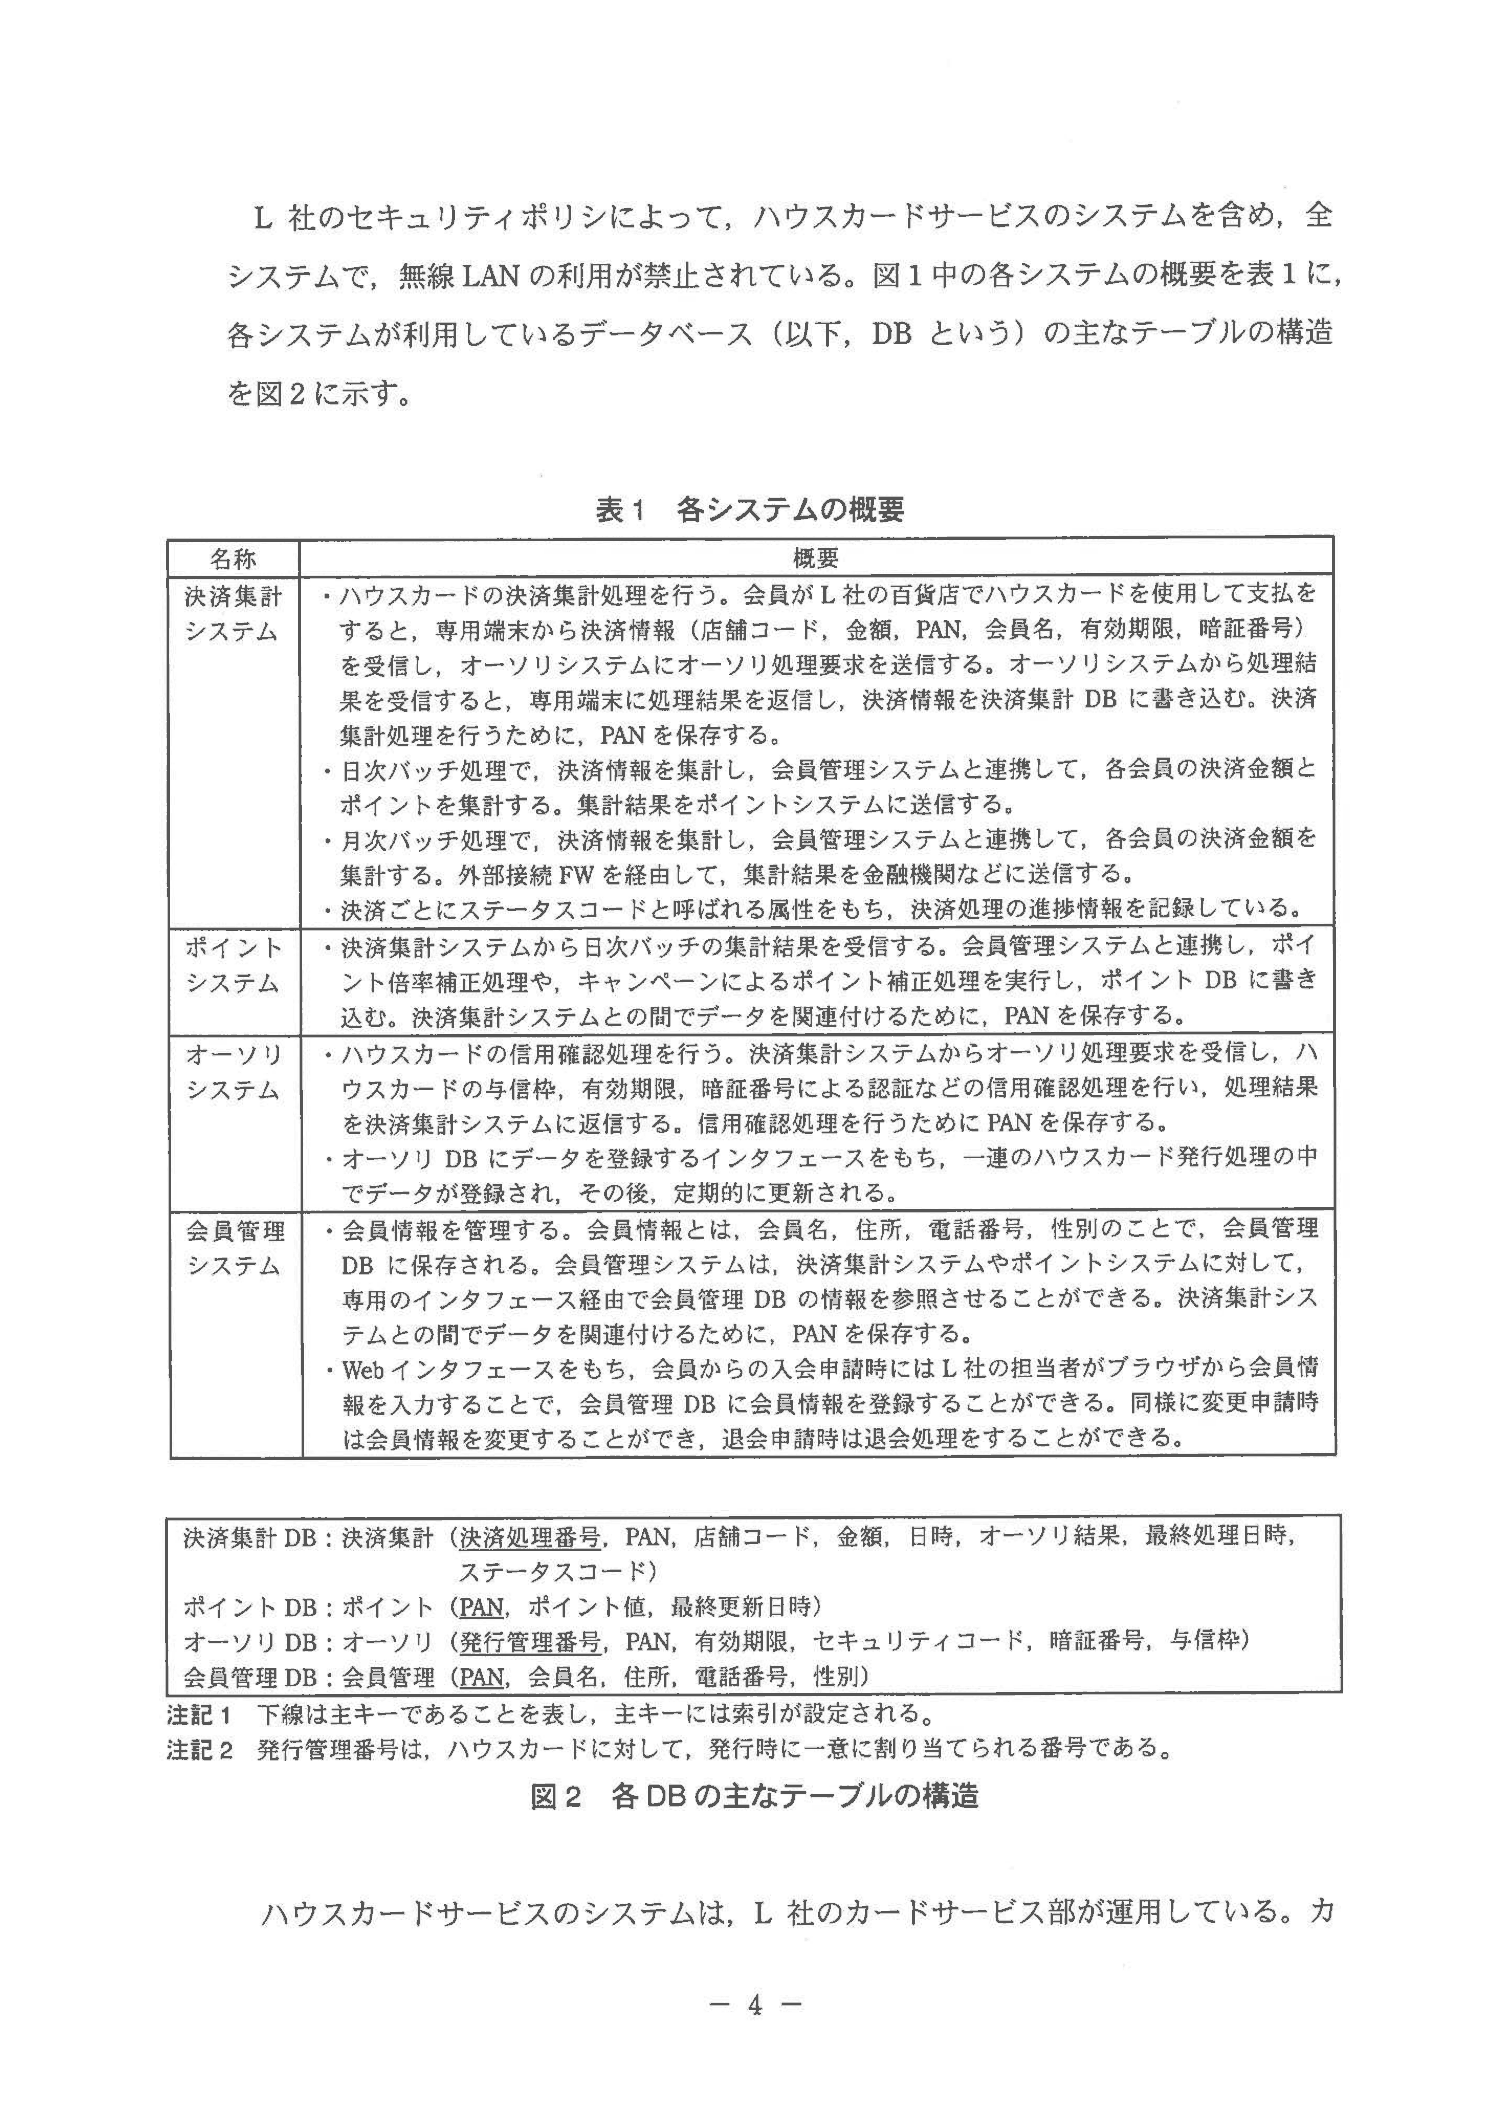 L 社のセキュリティポリシによって，ハウスカードサービスのシステムを含め，全
システムで，無線 LAN の利用が禁止されている。図 1 中の各システムの概要を表 1 に，
各システムが利用しているデータベース（以下，DB という）の主なテーブルの構造
を図 2 に示す。
表 1　各システムの概要
名称　概要
決済集計
システム
・ハウスカードの決済集計処理を行う。会員が L 社の百貨店でハウスカードを使用して支払を
すると，専用端末から決済情報（店舗コード，金額，PAN，会員名，有効期限，暗証番号）
を受信し，オーソリシステムにオーソリ処理要求を送信する。オーソリシステムから処理結
果を受信すると，専用端末に処理結果を返信し，決済情報を決済集計 DB に書き込む。決済
集計処理を行うために，PAN を保存する。
・日次バッチ処理で，決済情報を集計し，会員管理システムと連携して，各会員の決済金額と
ポイントを集計する。集計結果をポイントシステムに送信する。
・月次バッチ処理で，決済情報を集計し，会員管理システムと連携して，各会員の決済金額を
集計する。外部接続 FW を経由して，集計結果を金融機関などに送信する。
・決済ごとにステータスコードと呼ばれる属性をもち，決済処理の進捗情報を記録している。
ポイント
システム
・決済集計システムから日次バッチの集計結果を受信する。会員管理システムと連携し，ポイ
ント倍率補正処理や，キャンペーンによるポイント補正処理を実行し，ポイント DB に書き
込む。決済集計システムとの間でデータを関連付けるために，PAN を保存する。
オーソリ
システム
・ハウスカードの信用確認処理を行う。決済集計システムからオーソリ処理要求を受信し，ハ
ウスカードの与信枠，有効期限，暗証番号による認証などの信用確認処理を行い，処理結果
を決済集計システムに返信する。信用確認処理を行うために PAN を保存する。
・オーソリ DB にデータを登録するインタフェースをもち，一連のハウスカード発行処理の中
でデータが登録され，その後，定期的に更新される。
会員管理
システム
・会員情報を管理する。会員情報とは，会員名，住所，電話番号，性別のことで，会員管理
DB に保存される。会員管理システムは，決済集計システムやポイントシステムに対して，
専用のインタフェース経由で会員管理 DB の情報を参照させることができる。決済集計シス
テムとの間でデータを関連付けるために，PAN を保存する。
・Web インタフェースをもち，会員からの入会申請時には L 社の担当者がブラウザから会員情
報を入力することで，会員管理 DB に会員情報を登録することができる。同様に変更申請時
は会員情報を変更することができ，退会申請時は退会処理をすることができる。
決済集計 DB：決済集計（決済処理番号，PAN，店舗コード，金額，日時，オーソリ結果，最終処理日時，
ステータスコード）
ポイント DB：ポイント（PAN，ポイント値，最終更新日時）
オーソリ DB：オーソリ（発行管理番号，PAN，有効期限，セキュリティコード，暗証番号，与信枠）
会員管理 DB：会員管理（PAN，会員名，住所，電話番号，性別）
注記 1　下線は主キーであることを表し，主キーには索引が設定される。
注記 2　発行管理番号は，ハウスカードに対して，発行時に一意に割り当てられる番号である。
図 2　各 DB の主なテーブルの構造
ハウスカードサービスのシステムは，L 社のカードサービス部が運用している。カ
－ 4 －